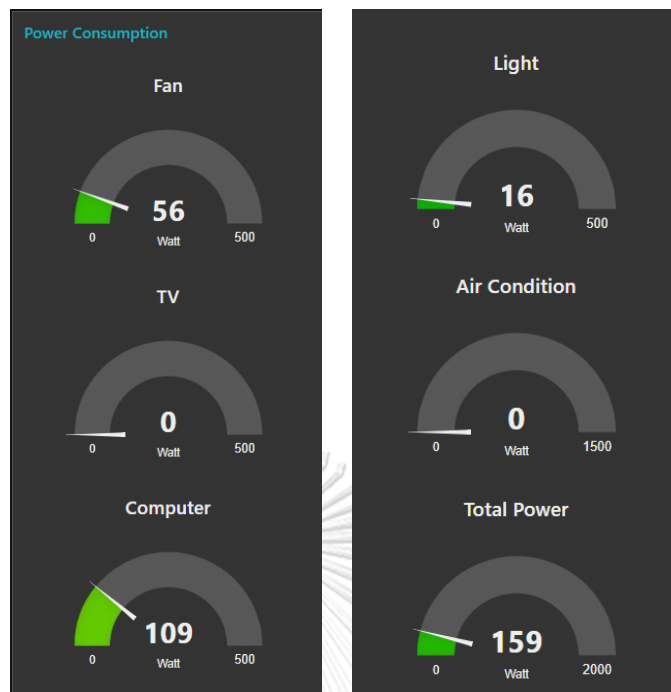 Power Consumption
Fan
56
Watt
0
500
TV
0
Watt
0
500
Computer
109
Watt
0
500
Light
16
Watt
0
500
Air Condition
0
Watt
0
1500
Total Power
159
Watt
0
2000